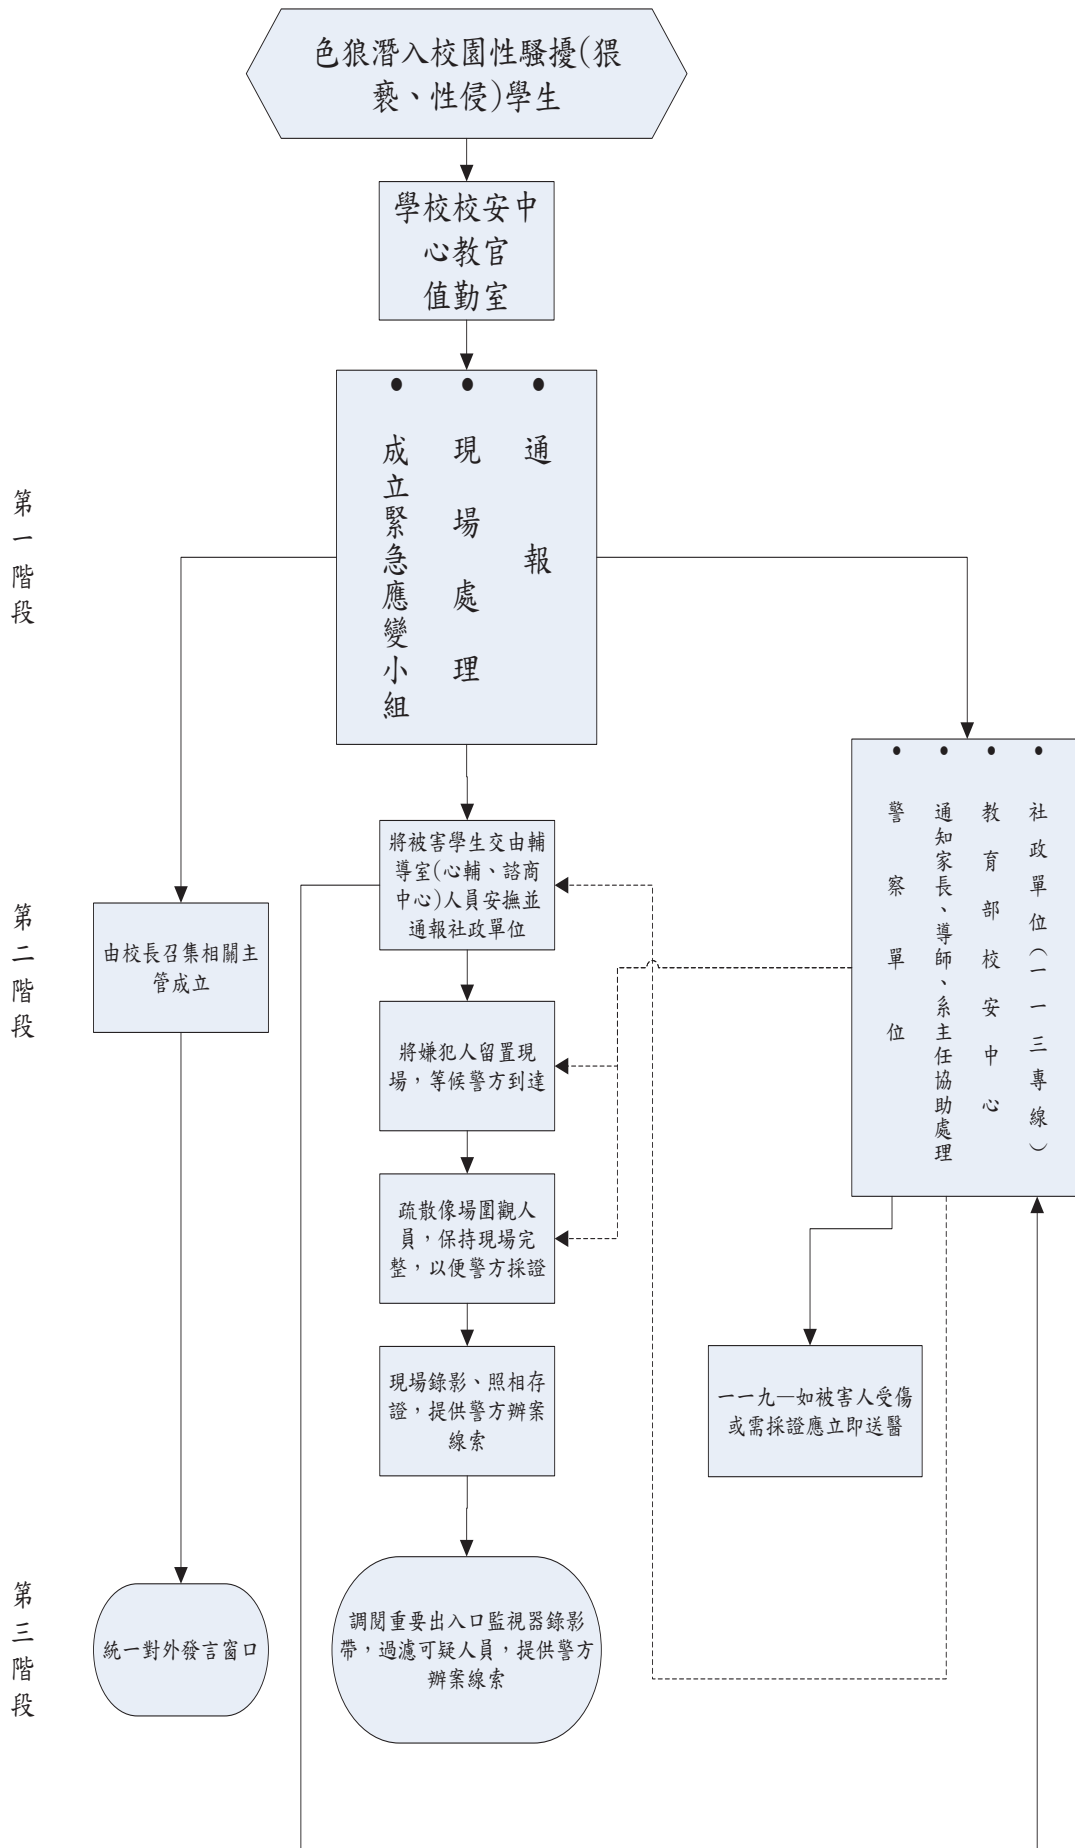 色狼潛入校園性騷擾(猥
褻、性侵)學生
學校校安中
心教官
值勤室
• 通報
• 現場處理
• 成立緊急應變小組
第一階段
• 社政單位（一一三專線）
• 教育部校安中心
• 通知家長、導師、系主任協助處理
• 警察單位
第二階段
由校長召集相關主
管成立
將被害學生交由輔
導室(心輔、諮商
中心)人員安撫並
通報社政單位
將嫌犯人留置現
場，等候警方到達
疏散像場圍觀人
員，保持現場完
整，以便警方採證
現場錄影、照相存
證，提供警方辦案
線索
一一九—如被害人受傷
或需採證應立即送醫
第三階段
統一對外發言窗口
調閱重要出入口監視器錄影
帶，過濾可疑人員，提供警方
辦案線索